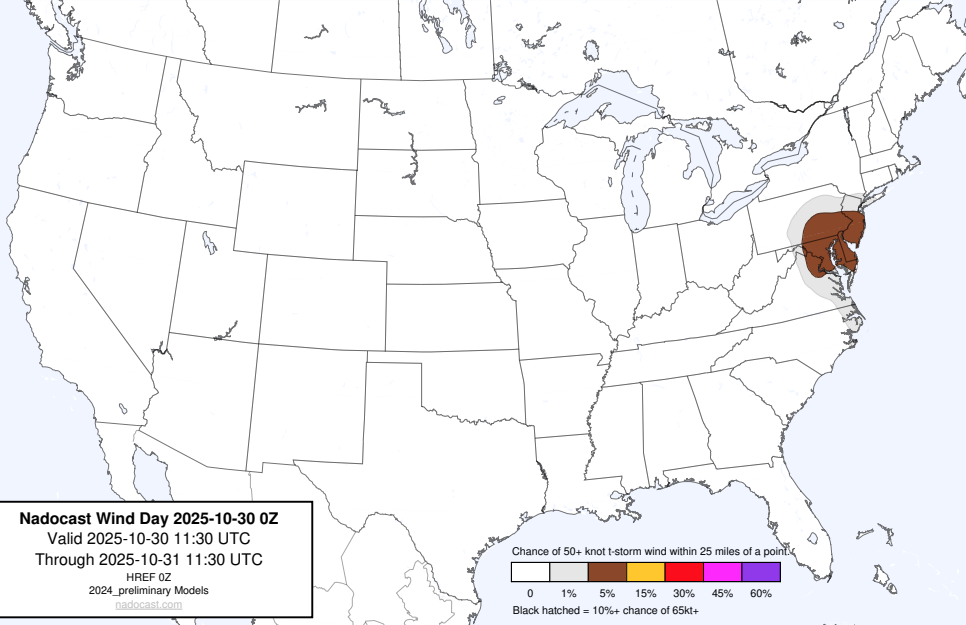 Nadocast Wind Day 2025-10-30 0Z
Valid 2025-10-30 11:30 UTC
Through 2025-10-31 11:30 UTC
HREF 0Z
2024_preliminary Models
nadocast.com
Chance of 50+ knot t-storm wind within 25 miles of a point.
0 1% 5% 15% 30% 45% 60%
Black hatched = 10%+ chance of 65kt+